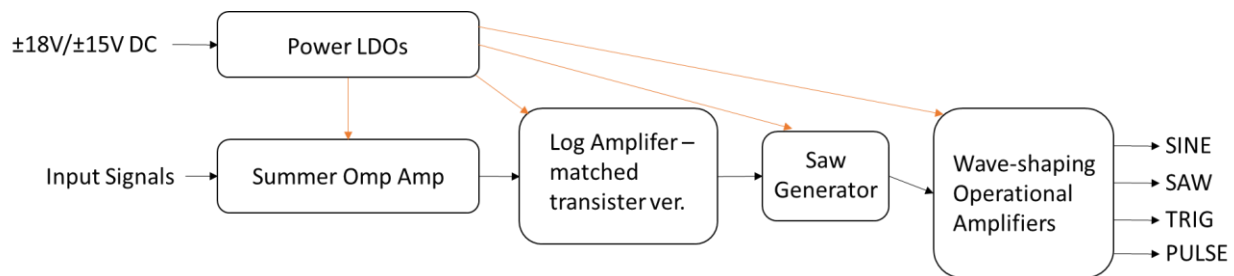 ±18V/±15V DC
Power LDOs
Input Signals
Summer Omp Amp
Log Amplifer –
matched
transister ver.
Saw
Generator
Wave-shaping
Operational
Amplifiers
SINE
SAW
TRIG
PULSE